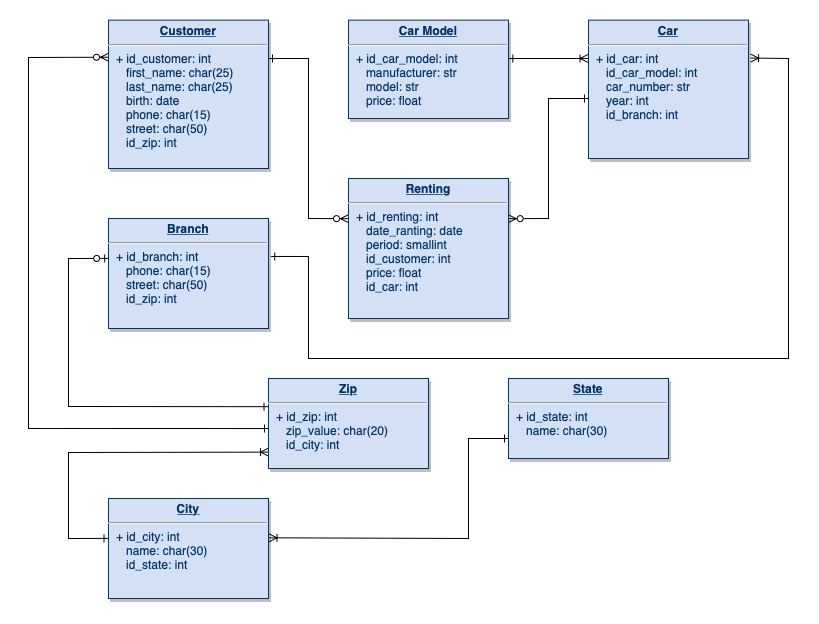 Customer
+ id_customer: int
first_name: char(25)
last_name: char(25)
birth: date
phone: char(15)
street: char(50)
id_zip: int
Car Model
+ id_car_model: int
manufacturer: str
model: str
price: float
Car
+ id_car: int
id_car_model: int
car_number: str
year: int
id_branch: int
Branch
+ id_branch: int
phone: char(15)
street: char(50)
id_zip: int
Renting
+ id_renting: int
date_ranting: date
period: smallint
id_customer: int
price: float
id_car: int
Zip
+ id_zip: int
zip_value: char(20)
id_city: int
State
+ id_state: int
name: char(30)
City
+ id_city: int
name: char(30)
id_state: int